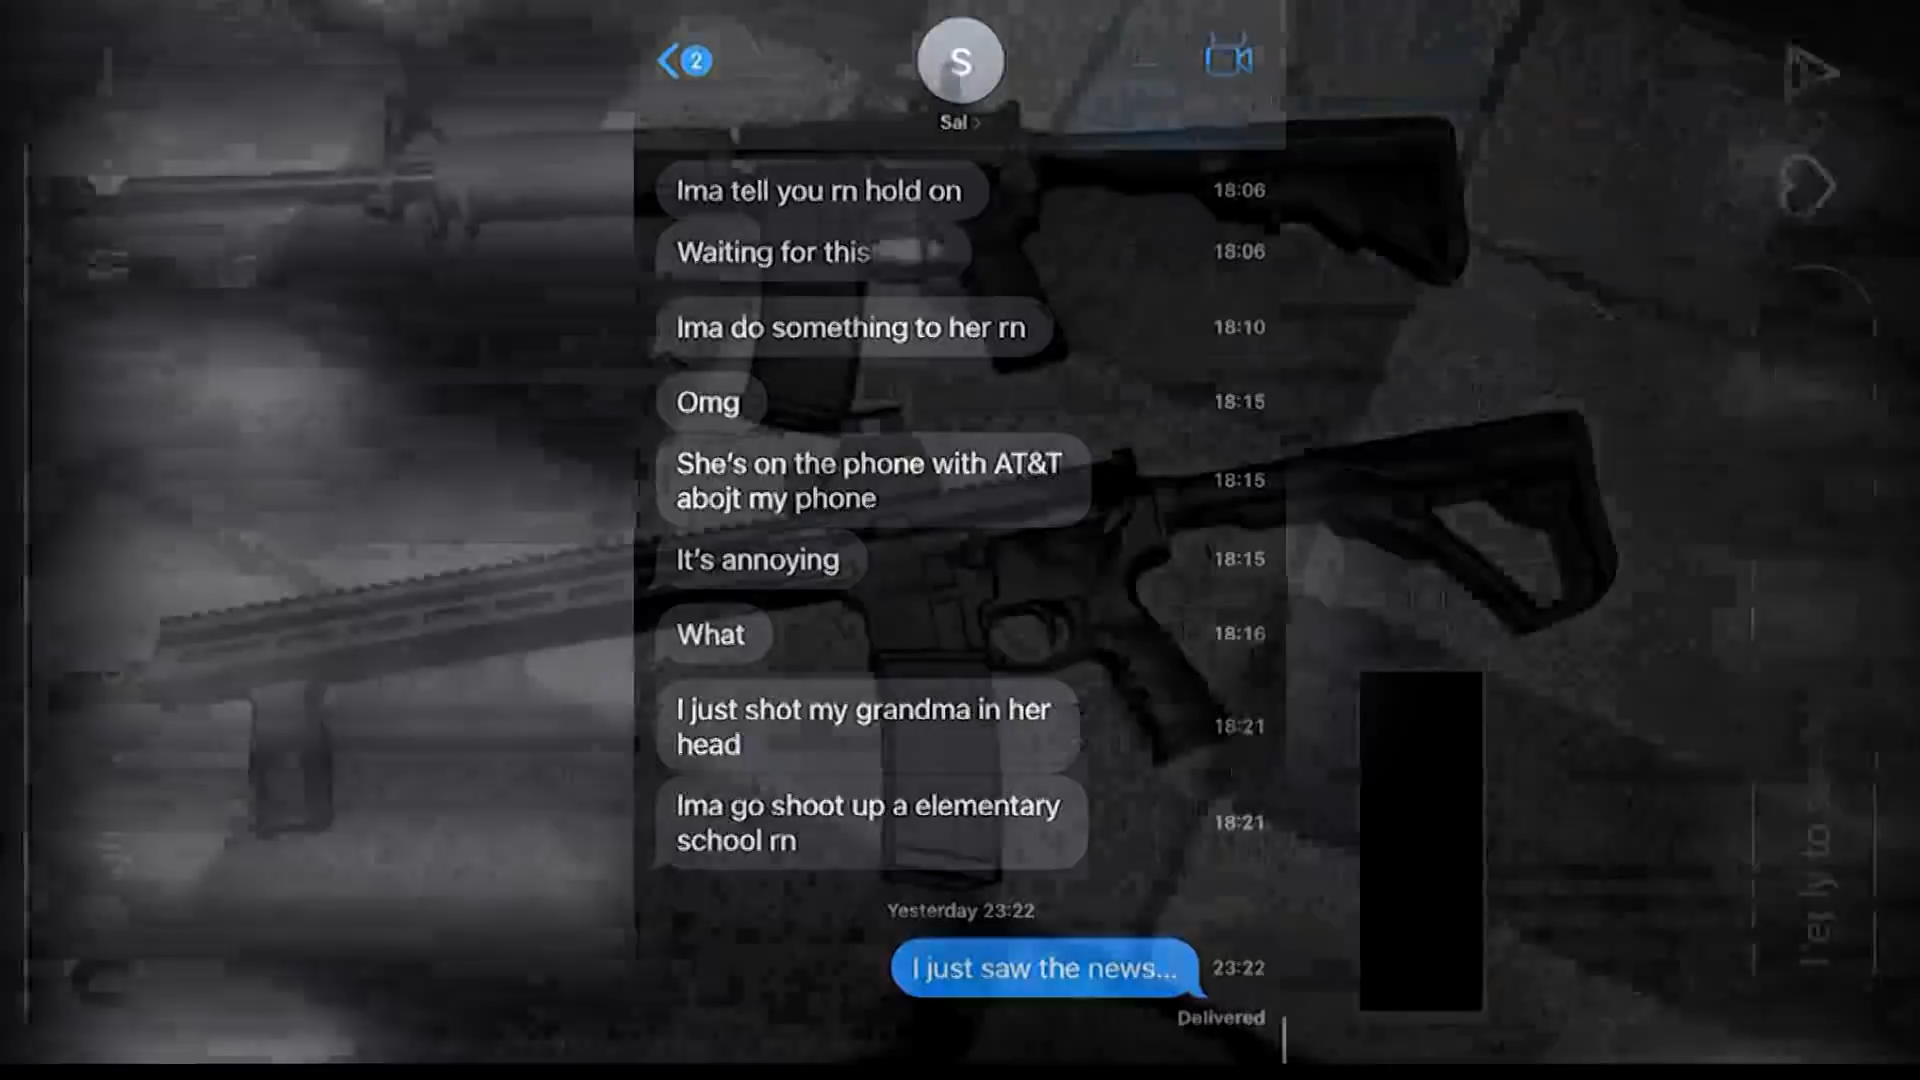 2
S
Sal
Ima tell you rn hold on
18:06
Waiting for this
18:06
Ima do something to her rn
18:10
Omg
18:15
She's on the phone with AT&T
abojt my phone
18:15
It's annoying
18:15
What
18:16
I just shot my grandma in her
head
18:21
Ima go shoot up a elementary
school rn
18:21
Yesterday 23:22
I just saw the news...
23:22
Delivered